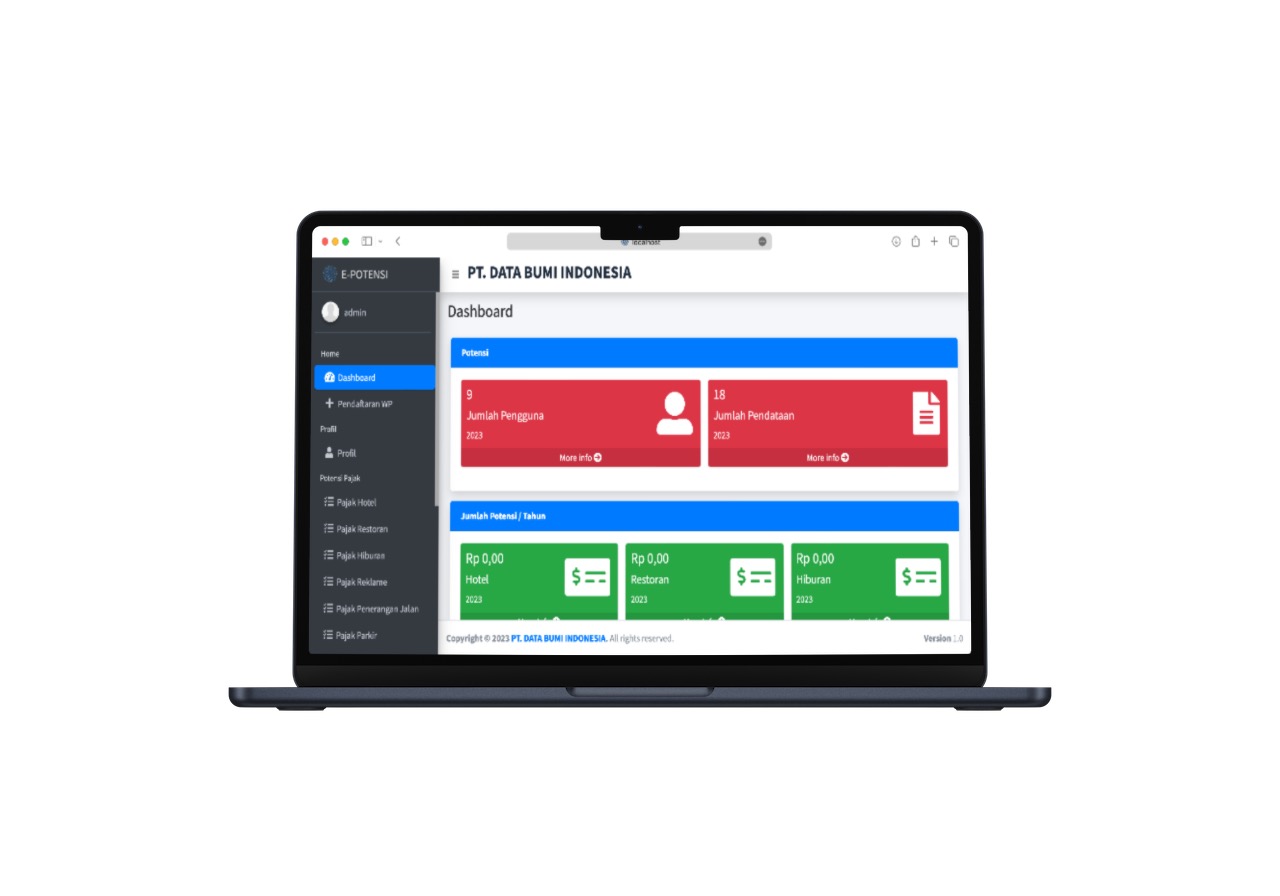 localhost
E-POTENSI
PT. DATA BUMI INDONESIA
admin
Dashboard
Home
Dashboard
Pendaftaran WP
Profil
Profil
Potensi Pajak
Pajak Hotel
Pajak Restoran
Pajak Hiburan
Pajak Reklame
Pajak Penerangan Jalan
Pajak Parkir
Potensi
9
Jumlah Pengguna
2023
More info
18
Jumlah Pendataan
2023
More info
Jumlah Potensi / Tahun
Rp 0,00
Hotel
2023
Rp 0,00
Restoran
2023
Rp 0,00
Hiburan
2023
Copyright © 2023 PT. DATA BUMI INDONESIA. All rights reserved.
Version 1.0